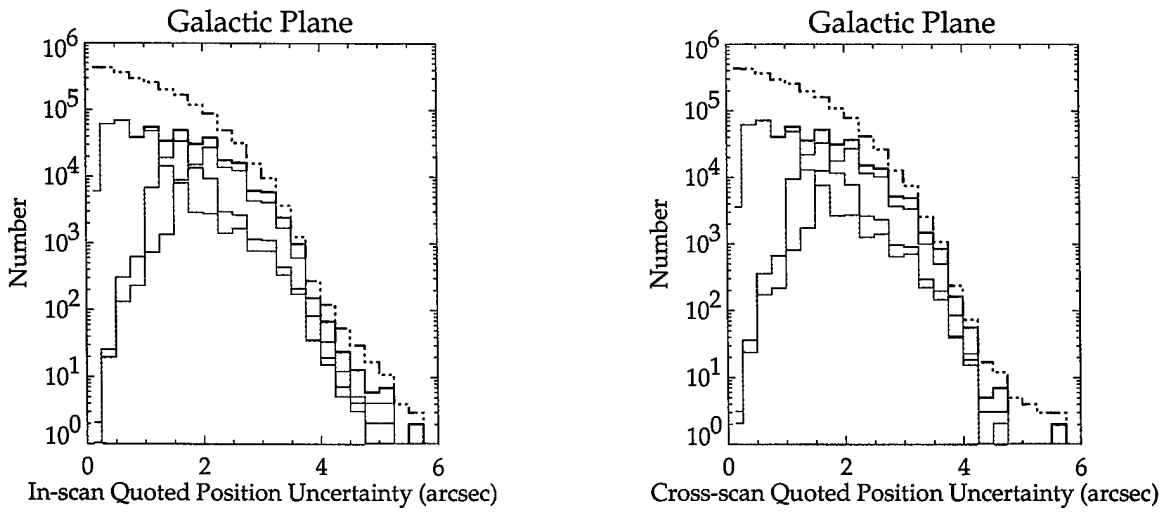 Galactic Plane
10^6
10^5
10^4
10^3
10^2
10^1
10^0
Number
0 2 4 6
In-scan Quoted Position Uncertainty (arcsec)
Galactic Plane
10^6
10^5
10^4
10^3
10^2
10^1
10^0
Number
0 2 4 6
Cross-scan Quoted Position Uncertainty (arcsec)